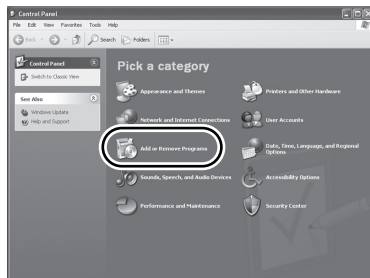 Control Panel
File Edit View Favorites Tools Help
Back Search Folders
Control Panel
Switch to Classic View
See Also
Windows Update
Help and Support
Pick a category
Appearance and Themes
Printers and Other Hardware
Network and Internet Connections
User Accounts
Add or Remove Programs
Date, Time, Language, and Regional
Options
Sounds, Speech, and Audio Devices
Accessibility Options
Performance and Maintenance
Security Center